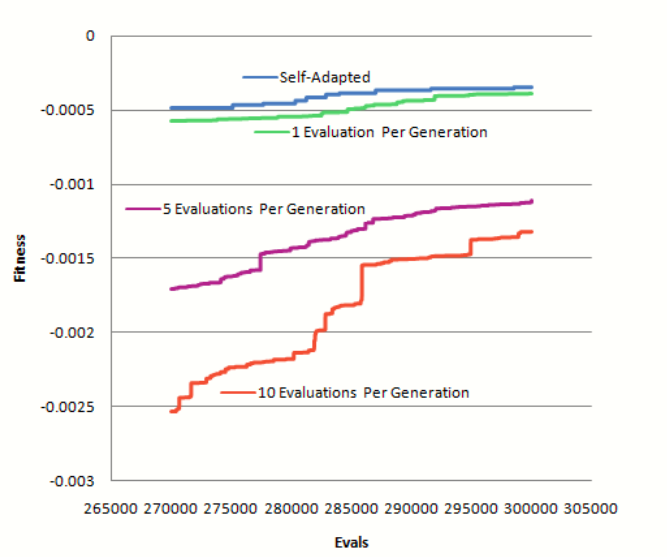 0
Self-Adapted
-0.0005
1 Evaluation Per Generation
-0.001
5 Evaluations Per Generation
-0.0015
Fitness
-0.002
10 Evaluations Per Generation
-0.0025
-0.003
265000 270000 275000 280000 285000 290000 295000 300000 305000
Evals